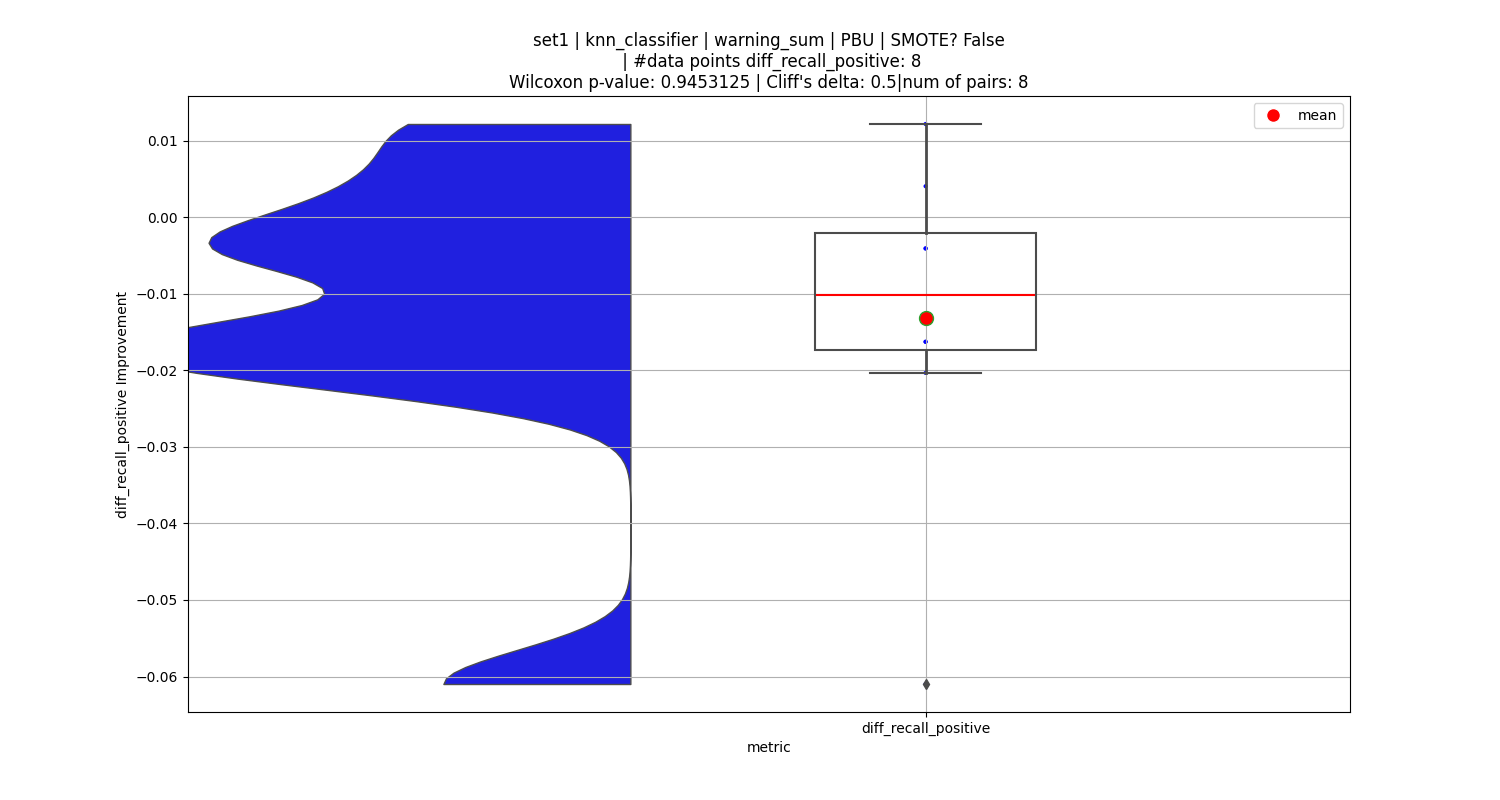 set1 | knn_classifier | warning_sum | PBU | SMOTE? False
| #data points diff_recall_positive: 8
Wilcoxon p-value: 0.9453125 | Cliff's delta: 0.5|num of pairs: 8
mean
0.01
0.00
−0.01
−0.02
−0.03
−0.04
−0.05
−0.06
diff_recall_positive Improvement
diff_recall_positive
metric